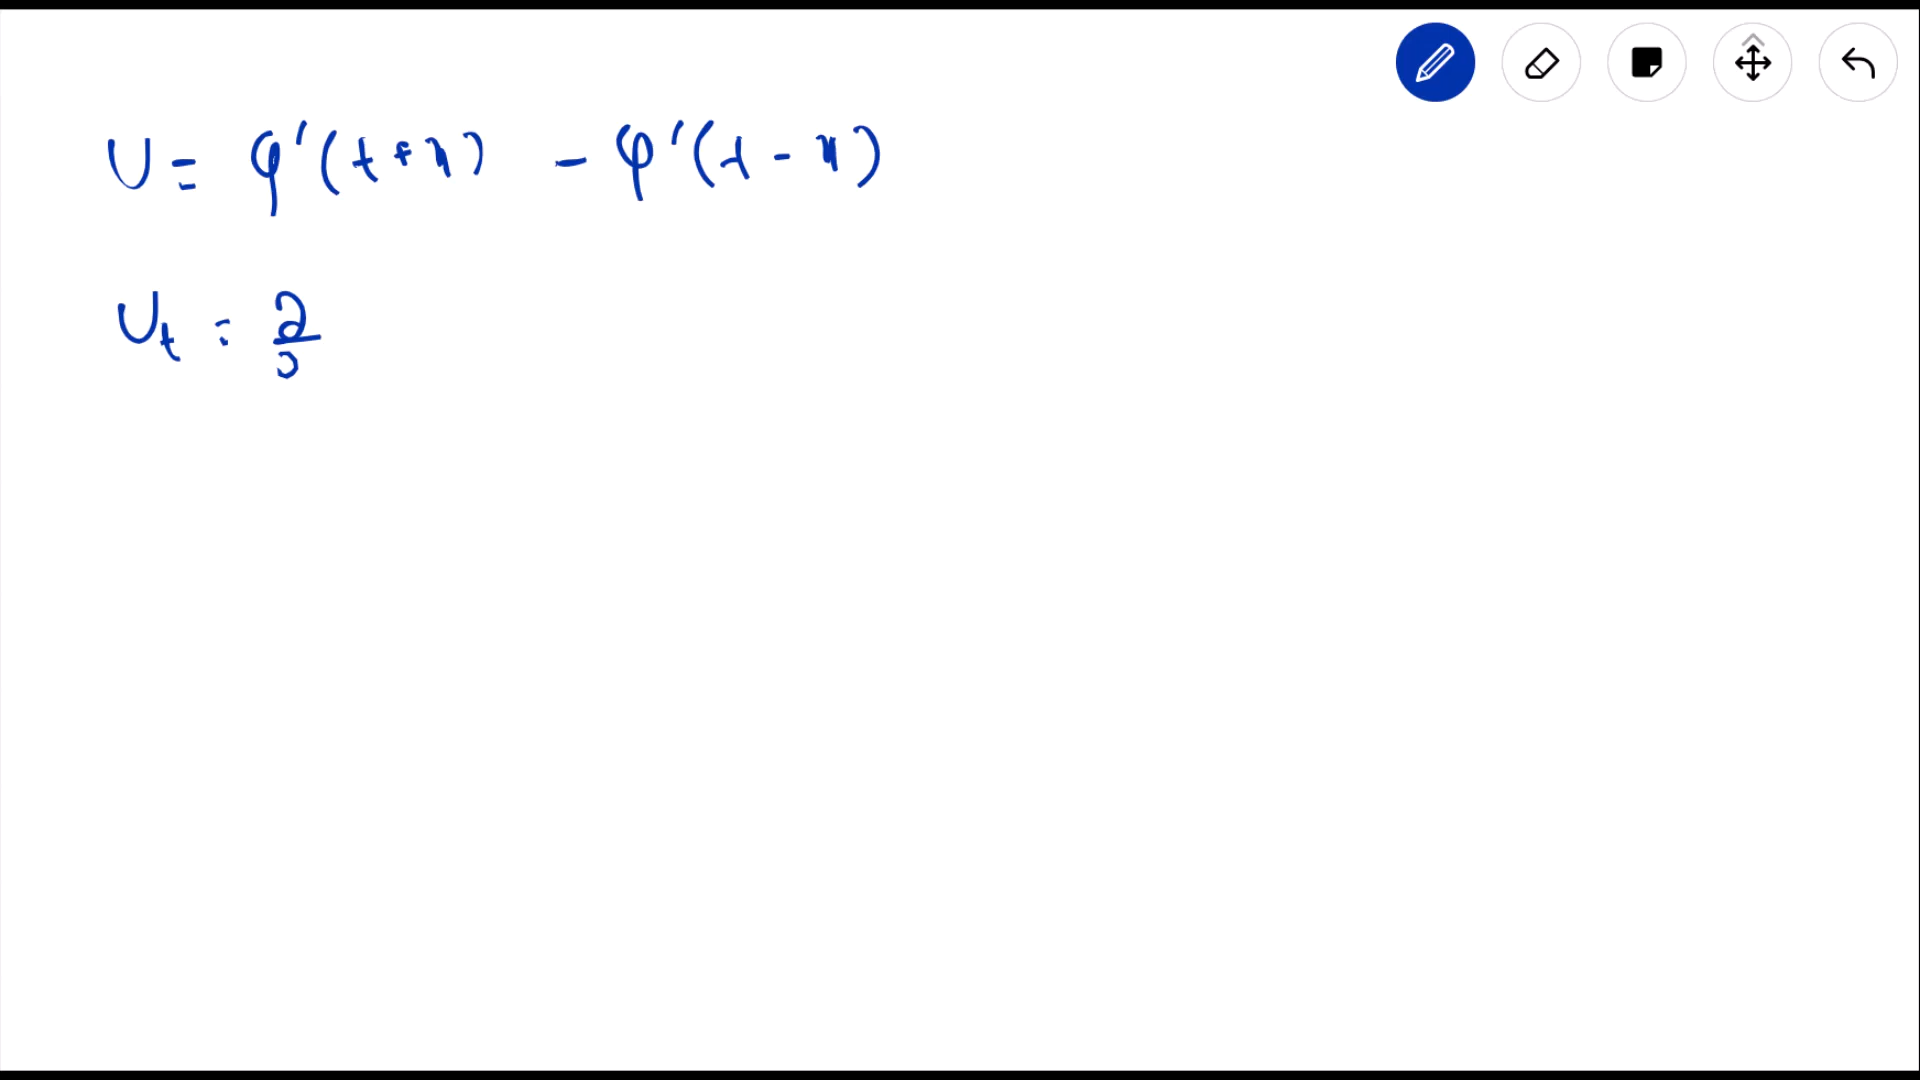 U = φ'(t+x) - φ'(t-x)
U_t = ∂/∂